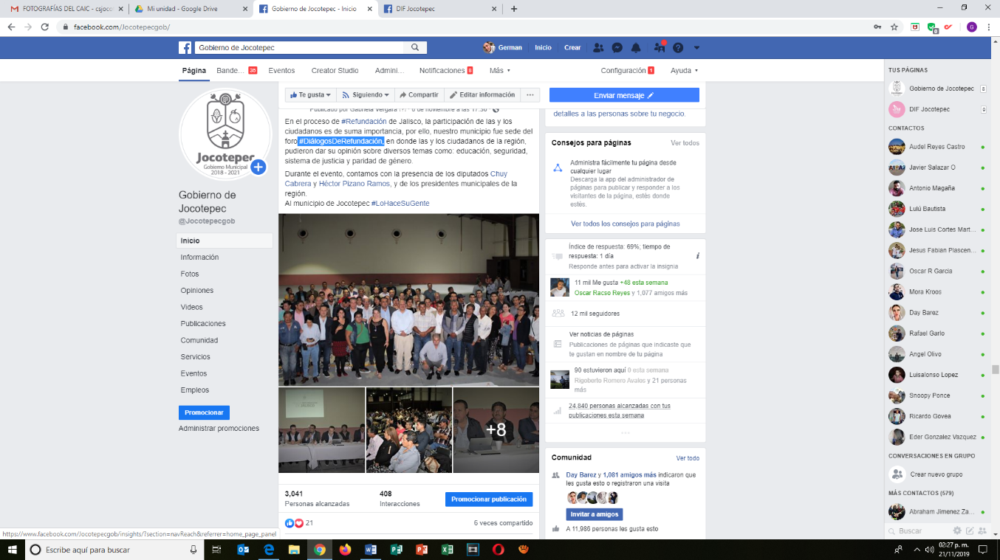 FOTOGRAFÍAS DEL CAIC - csjocot
Mi unidad - Google Drive
Gobierno de Jocotepec - Inicio
DIF Jocotepec
facebook.com/Jocotepecgob/
Gobierno de Jocotepec
German
Inicio
Crear
Página
Bande... 36
Eventos
Creator Studio
Admini...
Notificaciones 8
Más
Configuración 1
Ayuda
Te gusta
Siguiendo
Compartir
Editar información
Enviar mensaje
Jocotepec
Gobierno Municipal
2018 - 2021
Gobierno de
Jocotepec
@Jocotepecgob
Inicio
Información
Fotos
Opiniones
Videos
Publicaciones
Comunidad
Servicios
Eventos
Empleos
Promocionar
Administrar promociones
Publicado por Gabriela Vergara 6 de noviembre a las 17:36
En el proceso de #Refundación de Jalisco, la participación de las y los
ciudadanos es de suma importancia, por ello, nuestro municipio fue sede del
foro #DiálogosDeRefundación, en donde las y los ciudadanos de la región,
pudieron dar su opinión sobre diversos temas como: educación, seguridad,
sistema de justicia y paridad de género.
Durante el evento, contamos con la presencia de los diputados Chuy
Cabrera y Héctor Pizano Ramos, y de los presidentes municipales de la
región.
Al municipio de Jocotepec #LoHaceSuGente
+8
3,041
Personas alcanzadas
408
Interacciones
Promocionar publicación
21
6 veces compartido
detalles a las personas sobre tu negocio.
Consejos para páginas
Ver todos
Administra fácilmente tu página desde
cualquier lugar
Descarga la app del administrador de
páginas para publicar y responder a los
visitantes de la página, estés donde
estés.
Ver todos los consejos para páginas
Índice de respuesta: 69%; tiempo de
respuesta: 1 día
Responde antes para activar la insignia
11 mil Me gusta +48 esta semana
Oscar Racso Reyes y 1,077 amigos más
12 mil seguidores
Ver noticias de páginas
Publicaciones de páginas que indicaste que
te gustan en nombre de tu página
90 estuvieron aquí 0 esta semana
Rigoberto Romero Avalos y 21 personas
más
24,840 personas alcanzadas con tus
publicaciones esta semana
Comunidad
Ver todo
Day Barez y 1,081 amigos más indicaron que
les gusta esto o registraron una visita
Invitar a amigos
A 11,986 personas les gusta esto
TUS PÁGINAS
Gobierno de Jocotepec 8
DIF Jocotepec
CONTACTOS
Audel Reyes Castro
Javier Salazar O
Antonio Magaña
Lulú Bautista
Jose Luis Cortes Mart...
Jesus Fabian Plascen...
Oscar R Garcia
Mora Kroos
Day Barez
Rafael Garlo
Angel Olivo
Luisalonso Lopez
Snoopy Ponce
Ricardo Govea
Eder Gonzalez Vazquez
CONVERSACIONES EN GRUPO
Crear nuevo grupo
MÁS CONTACTOS (579)
Abraham Jimenez Za...
Buscar
https://www.facebook.com/Jocotepecgob/insights/?section=navReach&referrer=home_page_panel
Escribe aquí para buscar
02:27 p. m.
21/11/2019